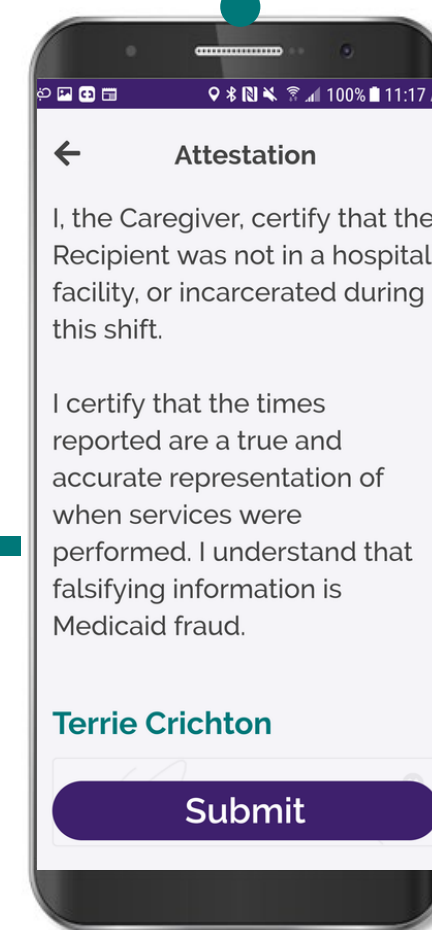 100% 11:17
Attestation
I, the Caregiver, certify that the
Recipient was not in a hospital
facility, or incarcerated during
this shift.
I certify that the times
reported are a true and
accurate representation of
when services were
performed. I understand that
falsifying information is
Medicaid fraud.
Terrie Crichton
Submit